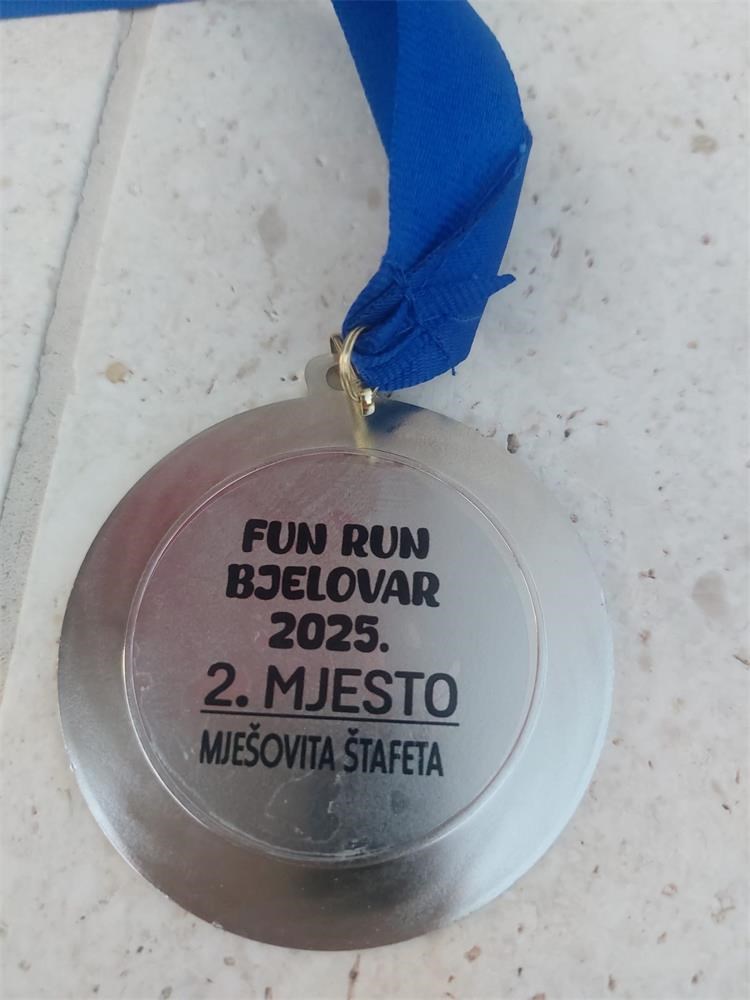 FUN RUN
BJELOVAR
2025.
2. MJESTO
MJEŠOVITA ŠTAFETA